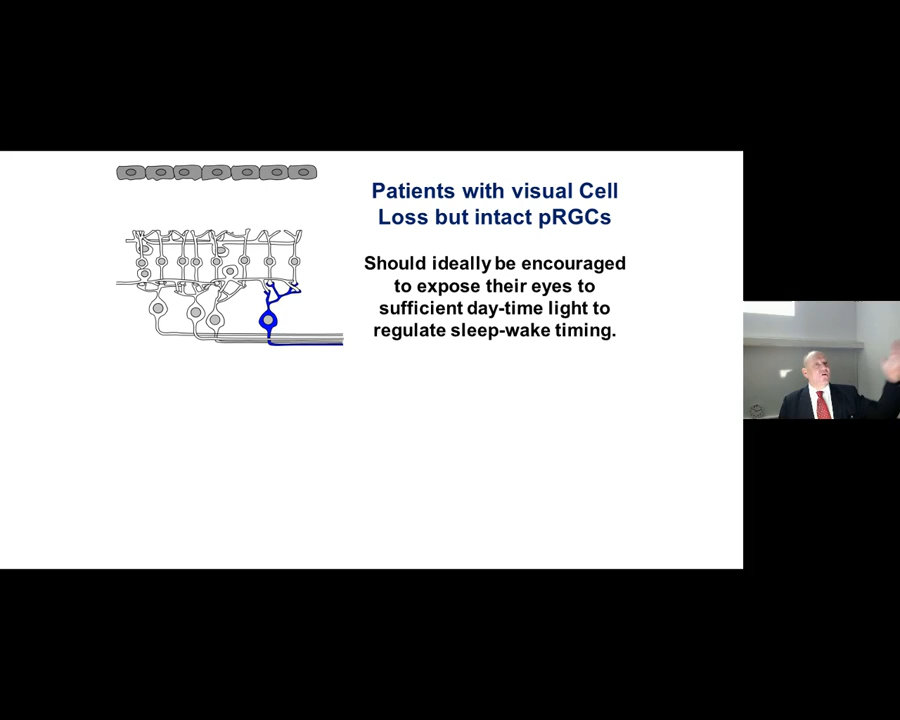 Patients with visual Cell
Loss but intact pRGCs
Should ideally be encouraged
to expose their eyes to
sufficient day-time light to
regulate sleep-wake timing.